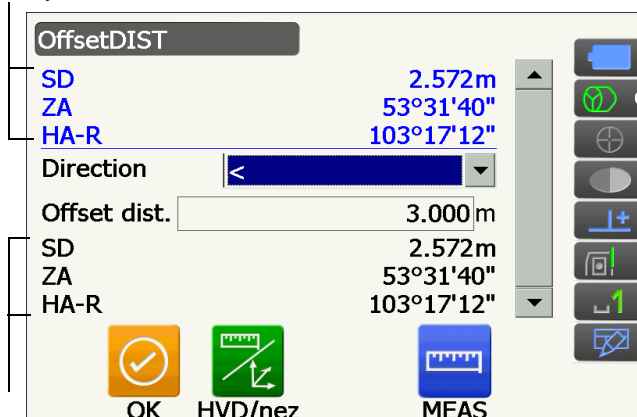 OffsetDIST
SD 2.572m
ZA 53°31'40"
HA-R 103°17'12"
Direction <
Offset dist. 3.000 m
SD 2.572m
ZA 53°31'40"
HA-R 103°17'12"
OK HVD/nez MEAS